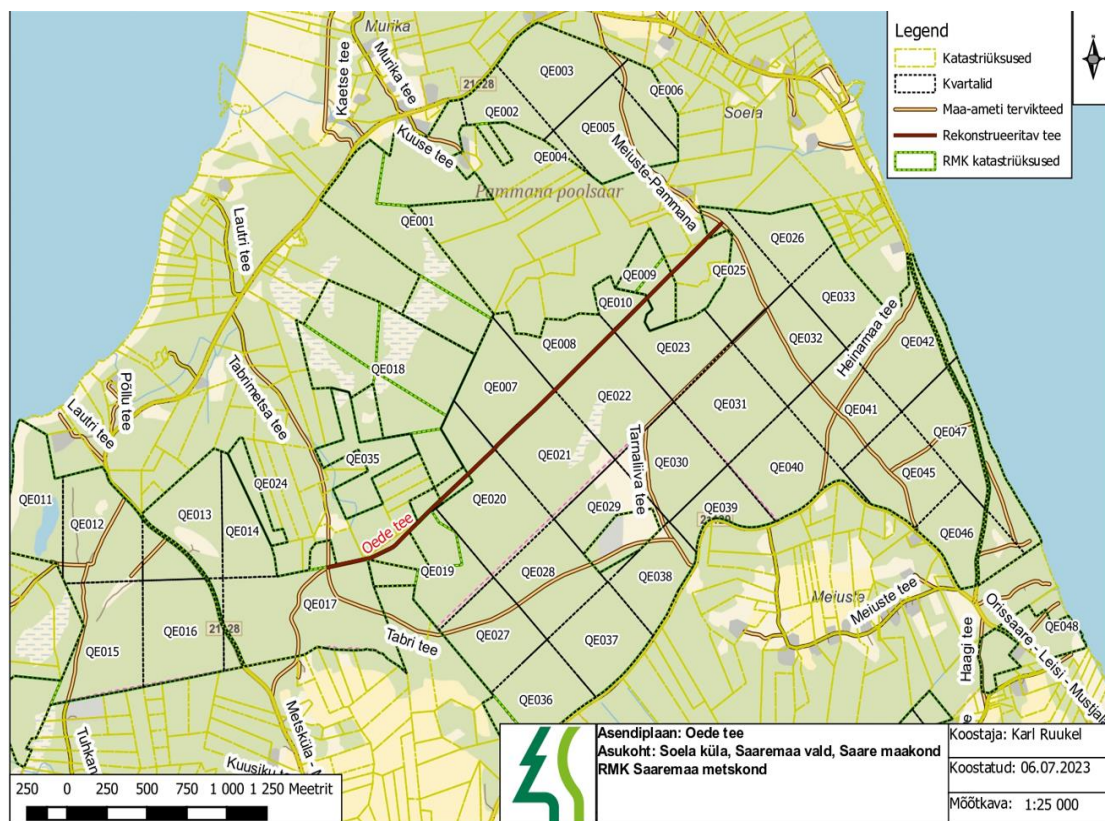 Murika
Kaetse tee
Murika tee
Kuuse tee
QE003
QE002
QE006
QE005
QE004
Soela
Meiuste-Pammana
Pammana poolsaar
QE001
Lautri tee
QE009
QE010
QE025
QE026
QE033
QE032
QE042
Heinamaa tee
QE008
QE023
QE018
QE007
QE022
QE031
QE041
QE047
Tabrimetsa tee
Põllu tee
Lautri tee
QE035
QE021
Tarnaliiva tee
QE030
QE040
QE045
QE024
QE011
QE012
QE013
QE014
QE020
QE029
QE039
QE046
Oede tee
QE019
QE028
QE038
QE017
QE016
QE015
Tabri tee
QE027
QE037
QE036
Meiuste
Meiuste tee
Orissaare - Leisi - Mustjala
QE048
Haagi tee
Metsküla - M
Kuusiku t
Tuhkan
Legend
Katastriüksused
Kvartalid
Maa-ameti tervikteed
Rekonstrueeritav tee
RMK katastriüksused
250 0 250 500 750 1 000 1 250 Meetrit
Asendiplaan: Oede tee
Asukoht: Soela küla, Saaremaa vald, Saare maakond
RMK Saaremaa metskond
Koostaja: Karl Ruukel
Koostatud: 06.07.2023
Mõõtkava: 1:25 000